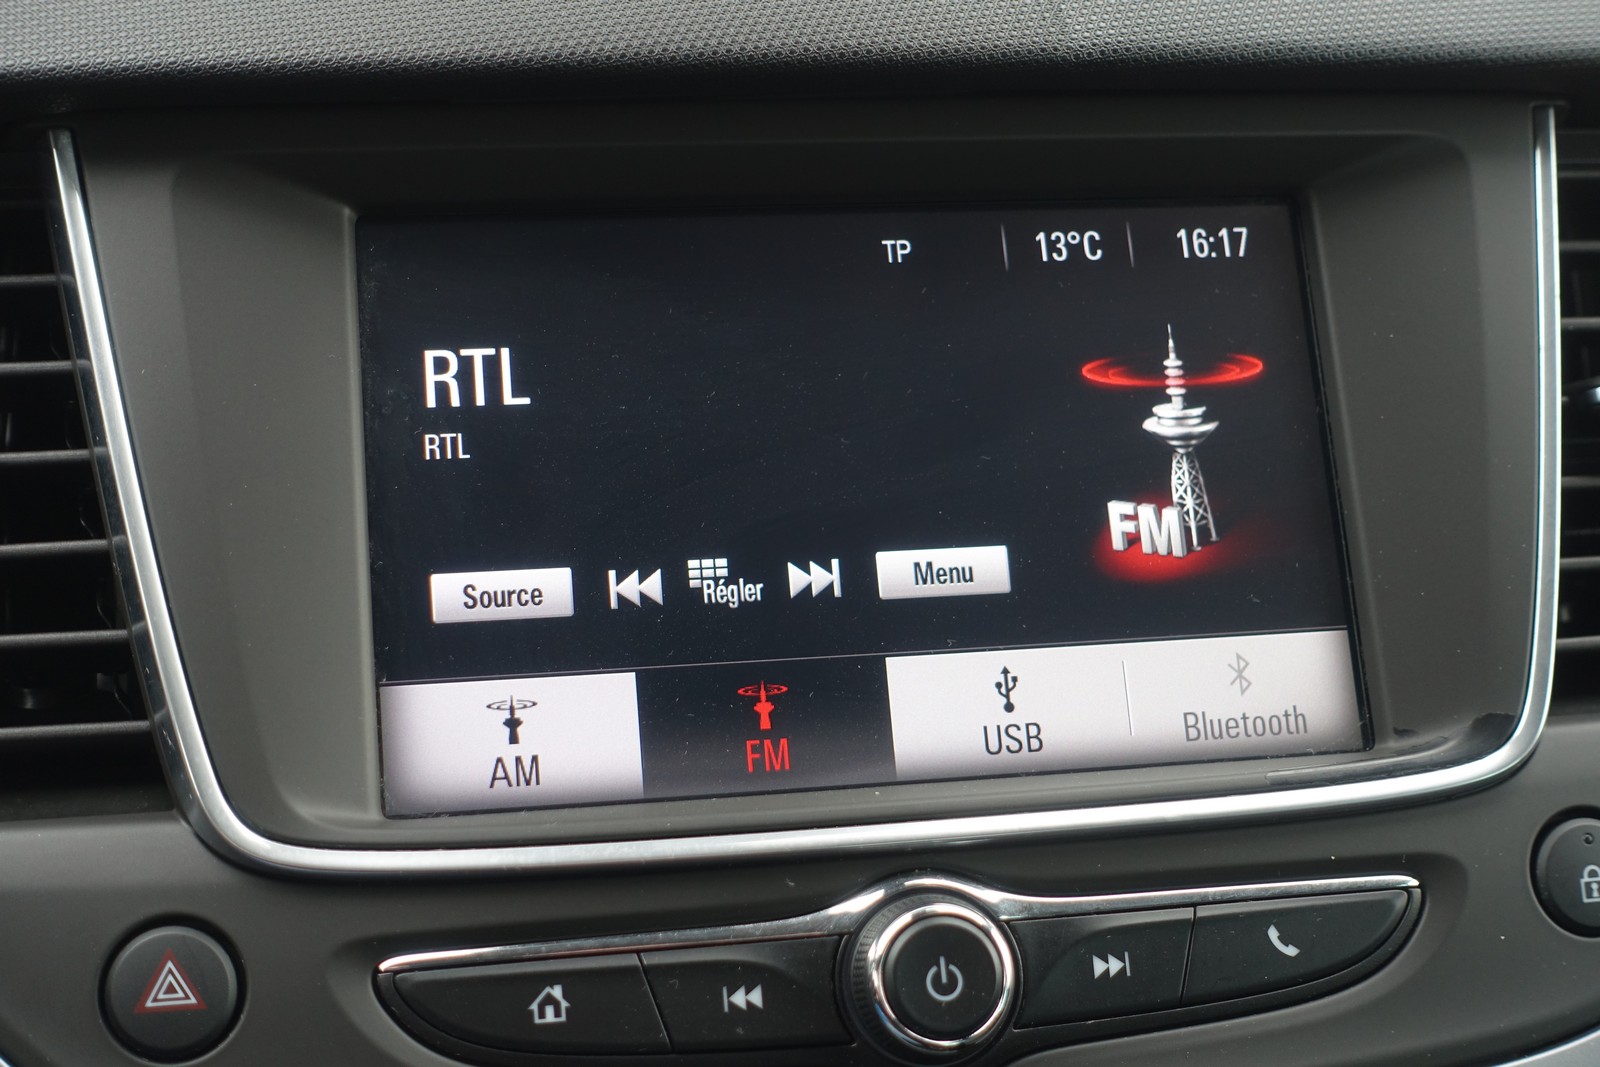 TP 13°C 16:17
RTL
RTL
FM
Source Régler Menu
AM FM USB Bluetooth